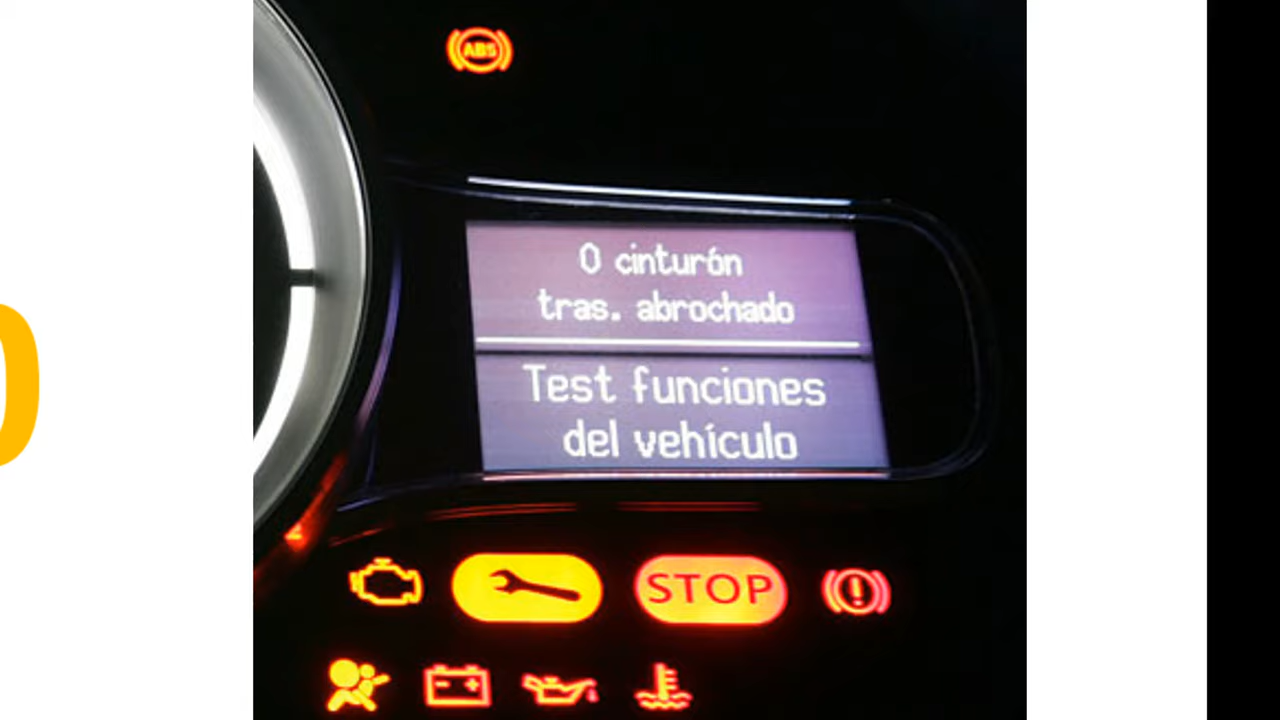 ABS
0 cinturón
tras. abrochado
Test funciones
del vehículo
STOP